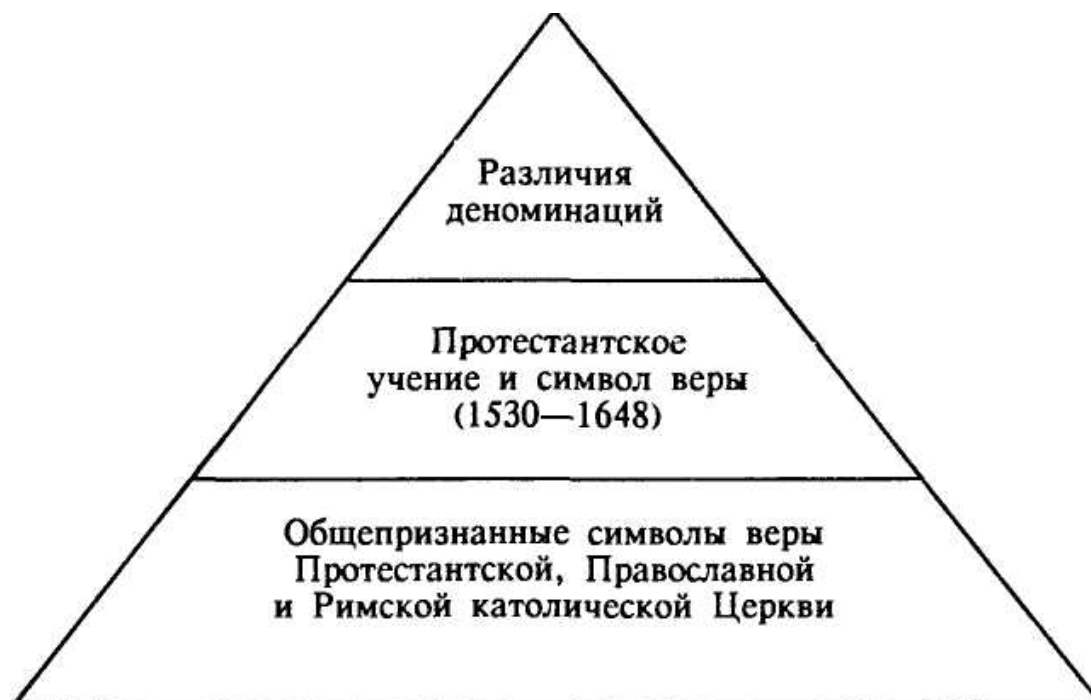 Различия
деноминаций
Протестантское
учение и символ веры
(1530—1648)
Общепризнанные символы веры
Протестантской, Православной
и Римской католической Церкви